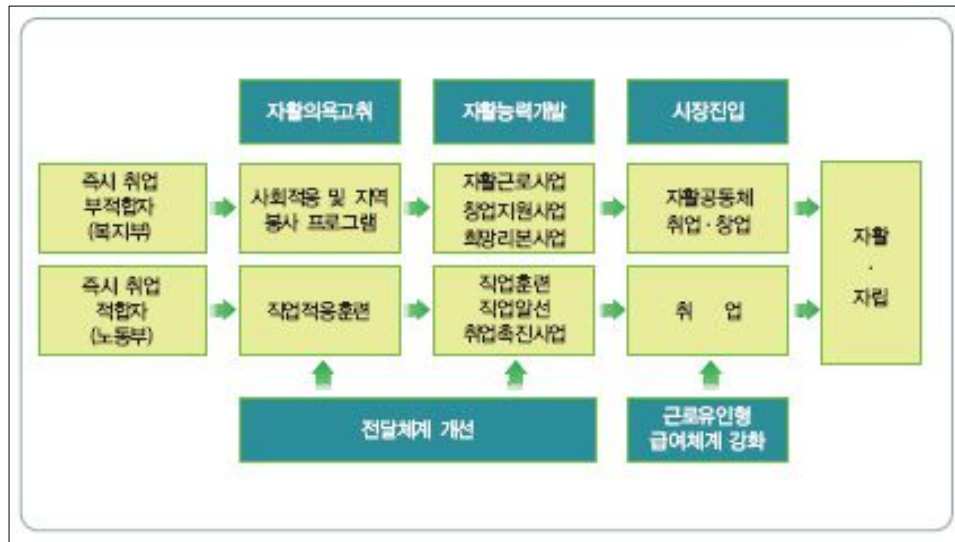 자활의욕고취
자활능력개발
시장진입
즉시 취업
부적합자
(복지부)
사회적응 및 지역
봉사 프로그램
자활근로사업
창업지원사업
희망리본사업
자활공동체
취업·창업
자활
·
자립
즉시 취업
적합자
(노동부)
직업적응훈련
직업훈련
직업알선
취업촉진사업
취 업
전달체계 개선
근로유인형
급여체계 강화